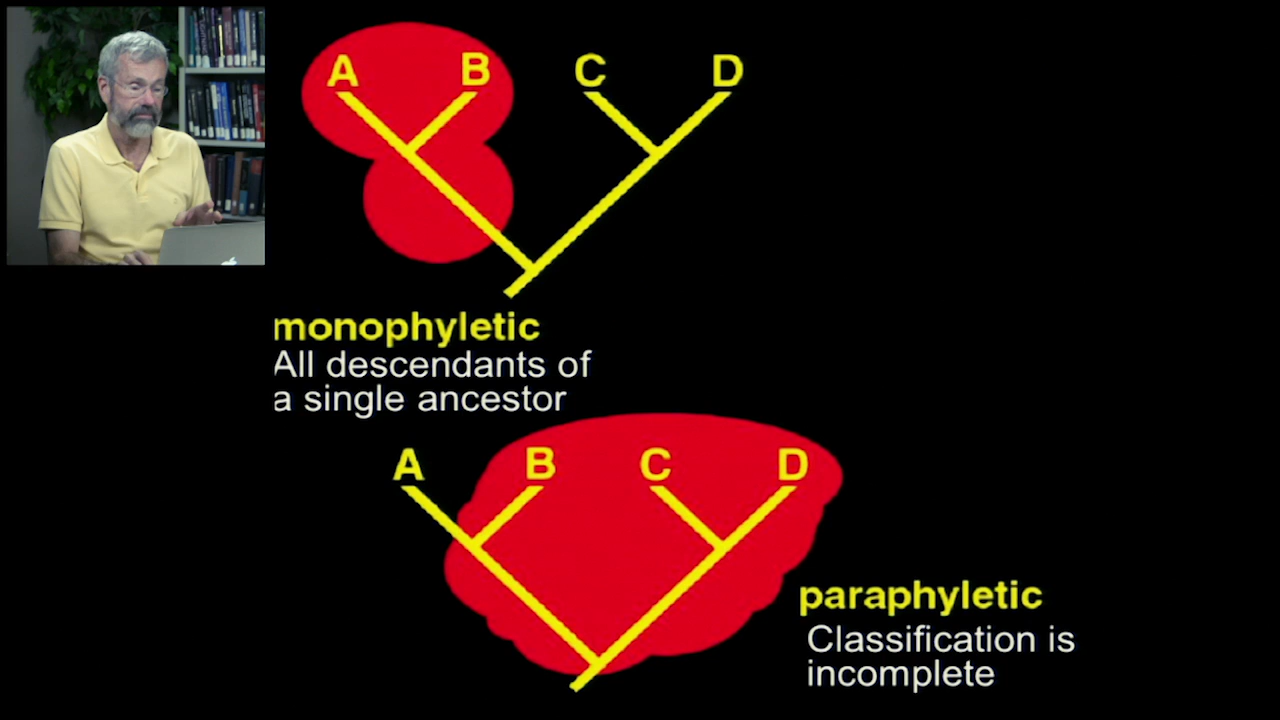 A B C D
monophyletic
All descendants of
a single ancestor
A B C D
paraphyletic
Classification is
incomplete